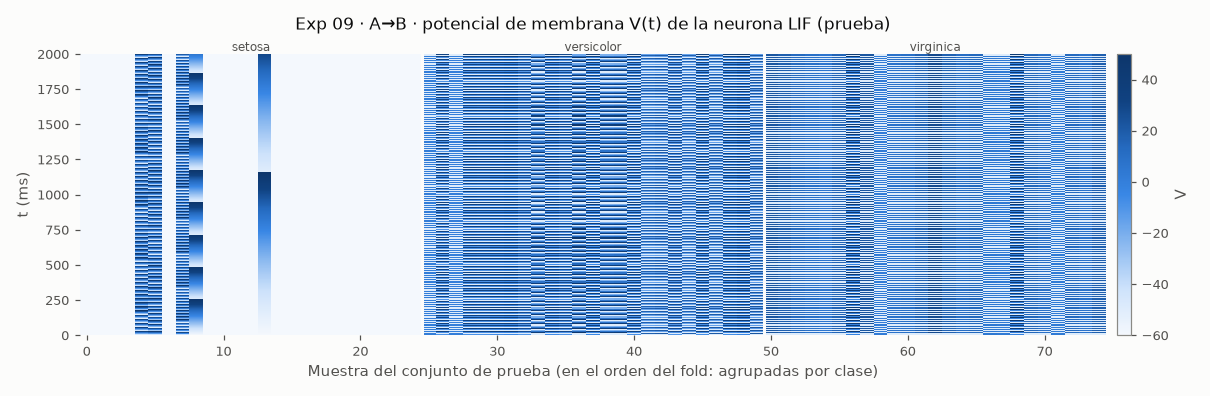 Exp 09 · A→B · potencial de membrana V(t) de la neurona LIF (prueba)
setosa versicolor virginica
2000
1750
1500
1250
1000
750
500
250
0
t (ms)
0 10 20 30 40 50 60 70
Muestra del conjunto de prueba (en el orden del fold: agrupadas por clase)
40
20
0
−20
−40
−60
V